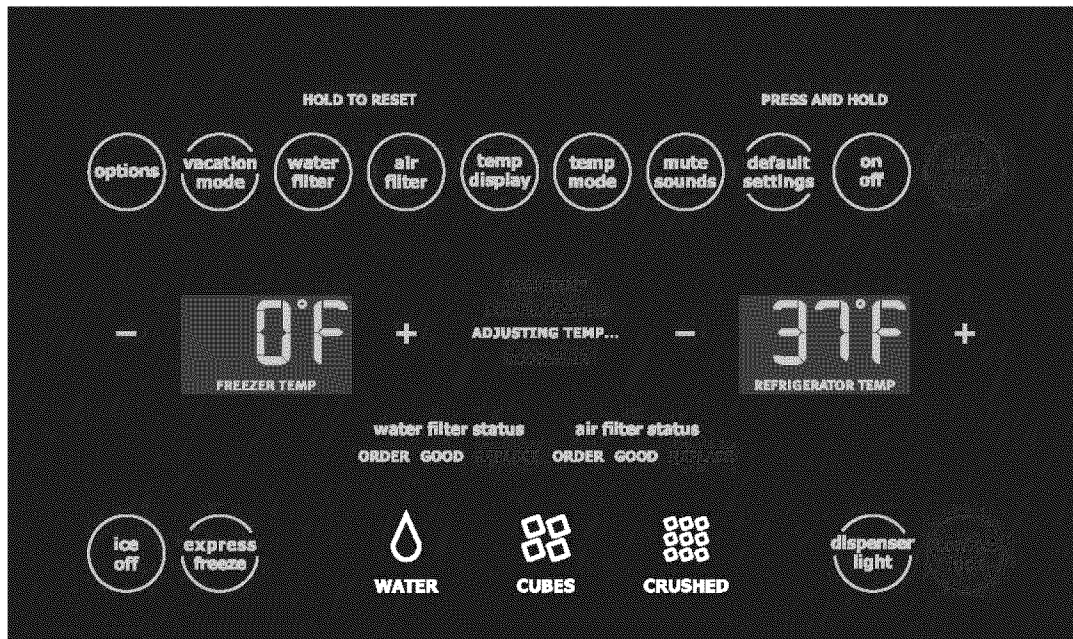 HOLD TO RESET PRESS AND HOLD
options vacation mode water filter air filter temp display temp mode mute sounds default settings on off
- 0°F + ADJUSTING TEMP... - 37°F +
FREEZER TEMP REFRIGERATOR TEMP
water filter status air filter status
ORDER GOOD ORDER GOOD
ice off express freeze dispenser light
WATER CUBES CRUSHED